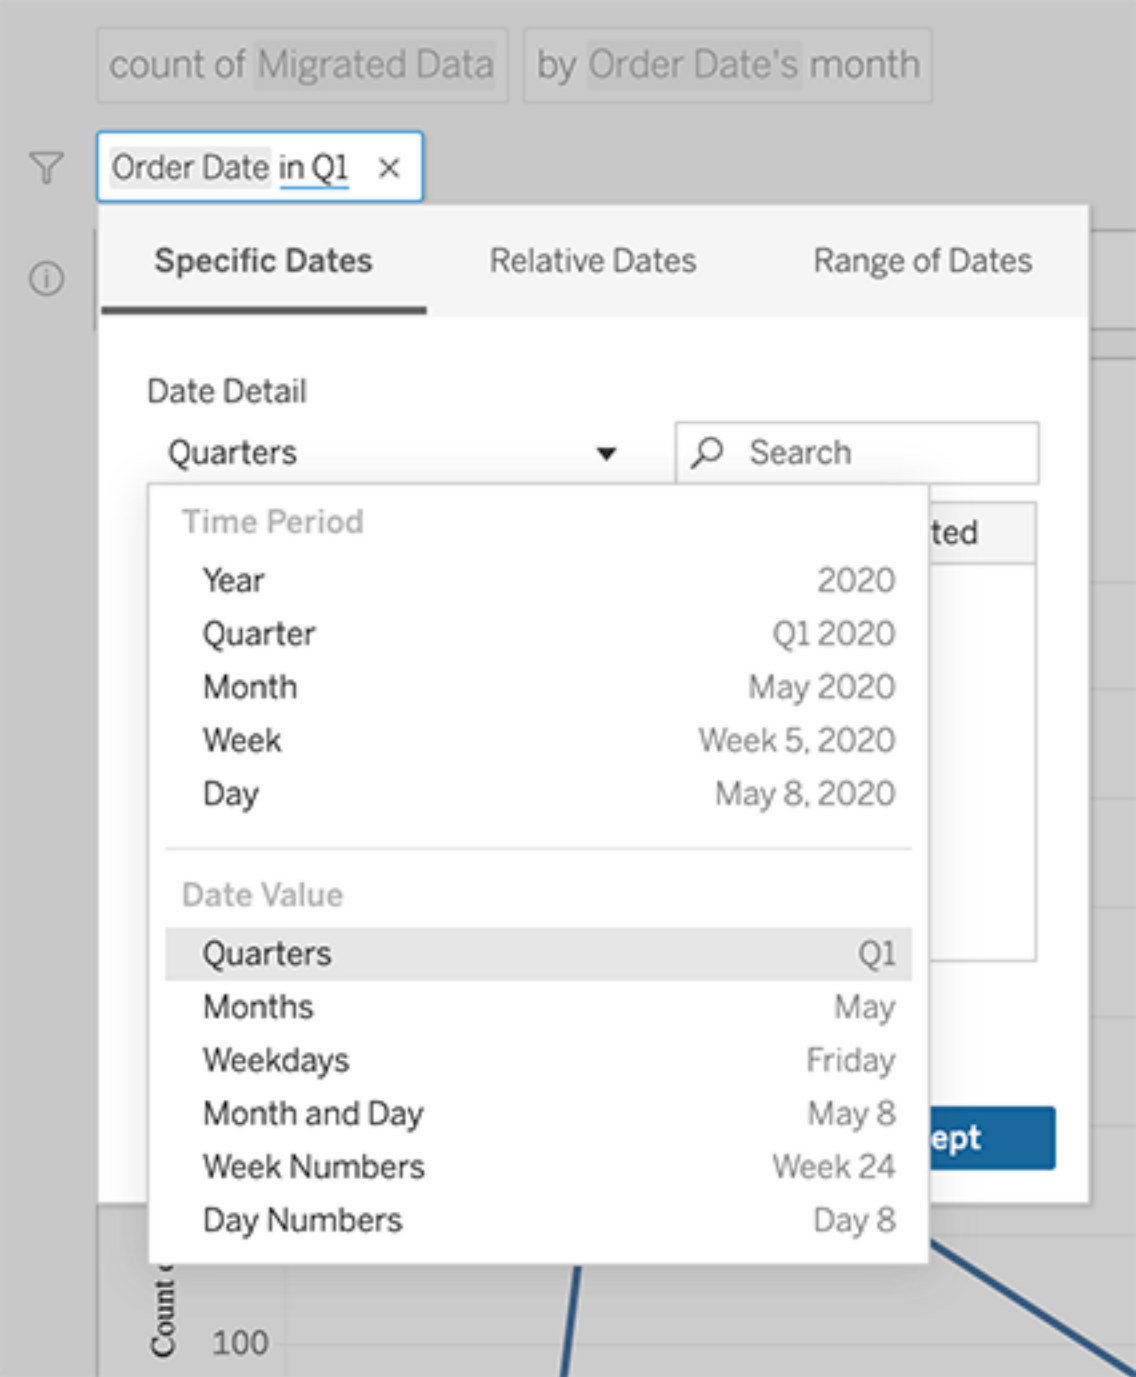 count of Migrated Data by Order Date's month
Order Date in Q1 ×
Specific Dates Relative Dates Range of Dates
Date Detail
Quarters Search
Time Period
Year 2020
Quarter Q1 2020
Month May 2020
Week Week 5, 2020
Day May 8, 2020
Date Value
Quarters Q1
Months May
Weekdays Friday
Month and Day May 8
Week Numbers Week 24
Day Numbers Day 8
Count
100